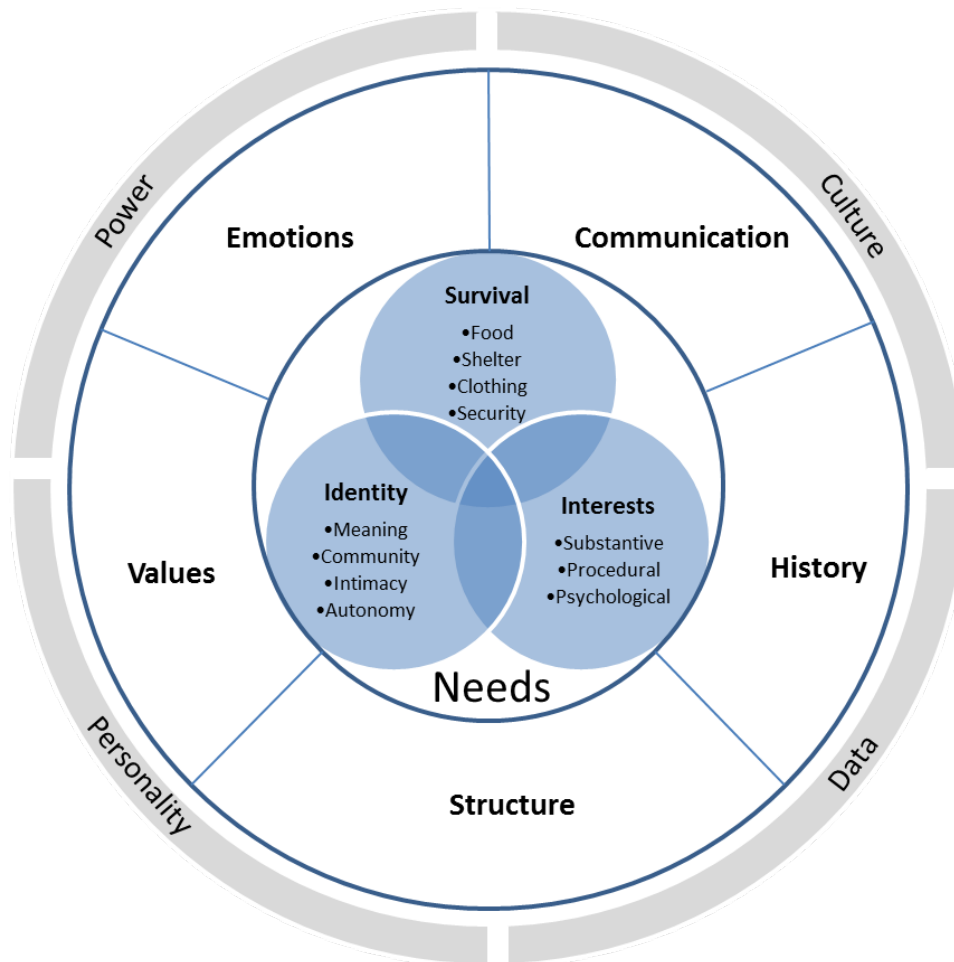 Power
Culture
Emotions
Communication
Survival
•Food
•Shelter
•Clothing
•Security
Identity
•Meaning
•Community
•Intimacy
•Autonomy
Interests
•Substantive
•Procedural
•Psychological
Values
History
Needs
Structure
Personality
Data